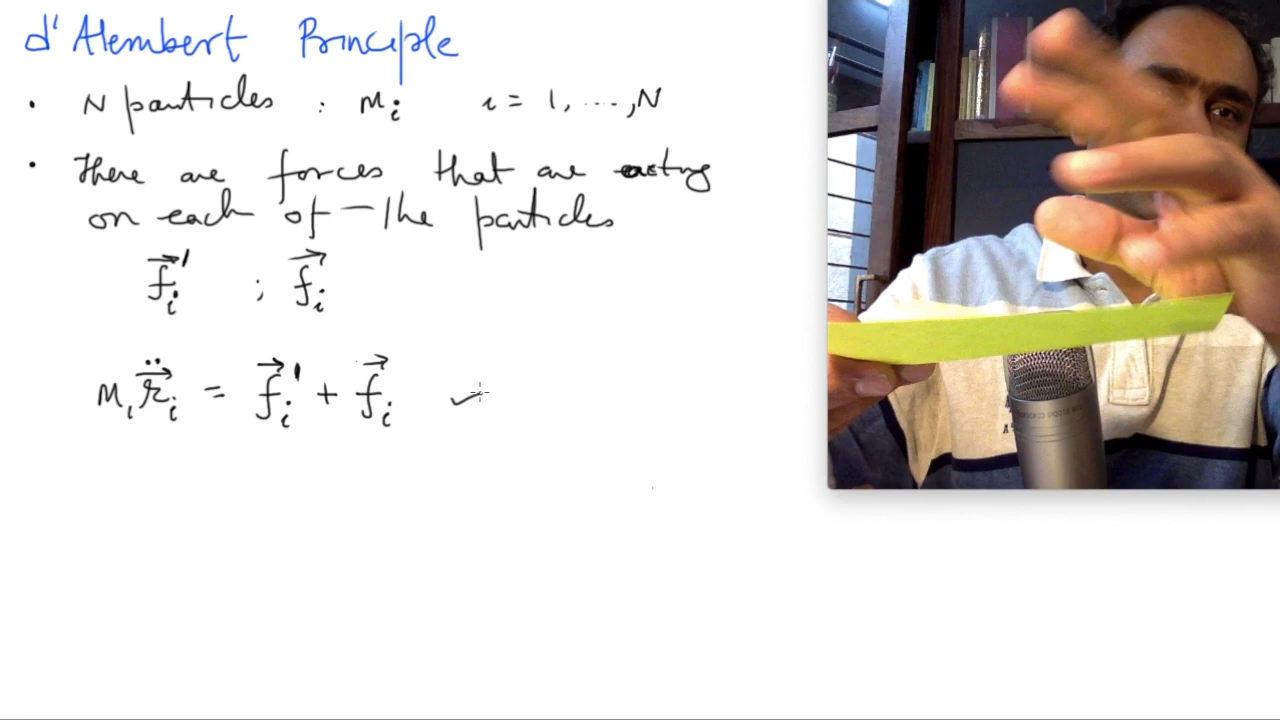 d'Alembert Principle
• N particles : mᵢ i = 1, ...., N
• There are forces that are acting
on each of the particles
f⃗ᵢ' ; f⃗ᵢ
mᵢ r⃗̈ᵢ = f⃗ᵢ' + f⃗ᵢ ✓